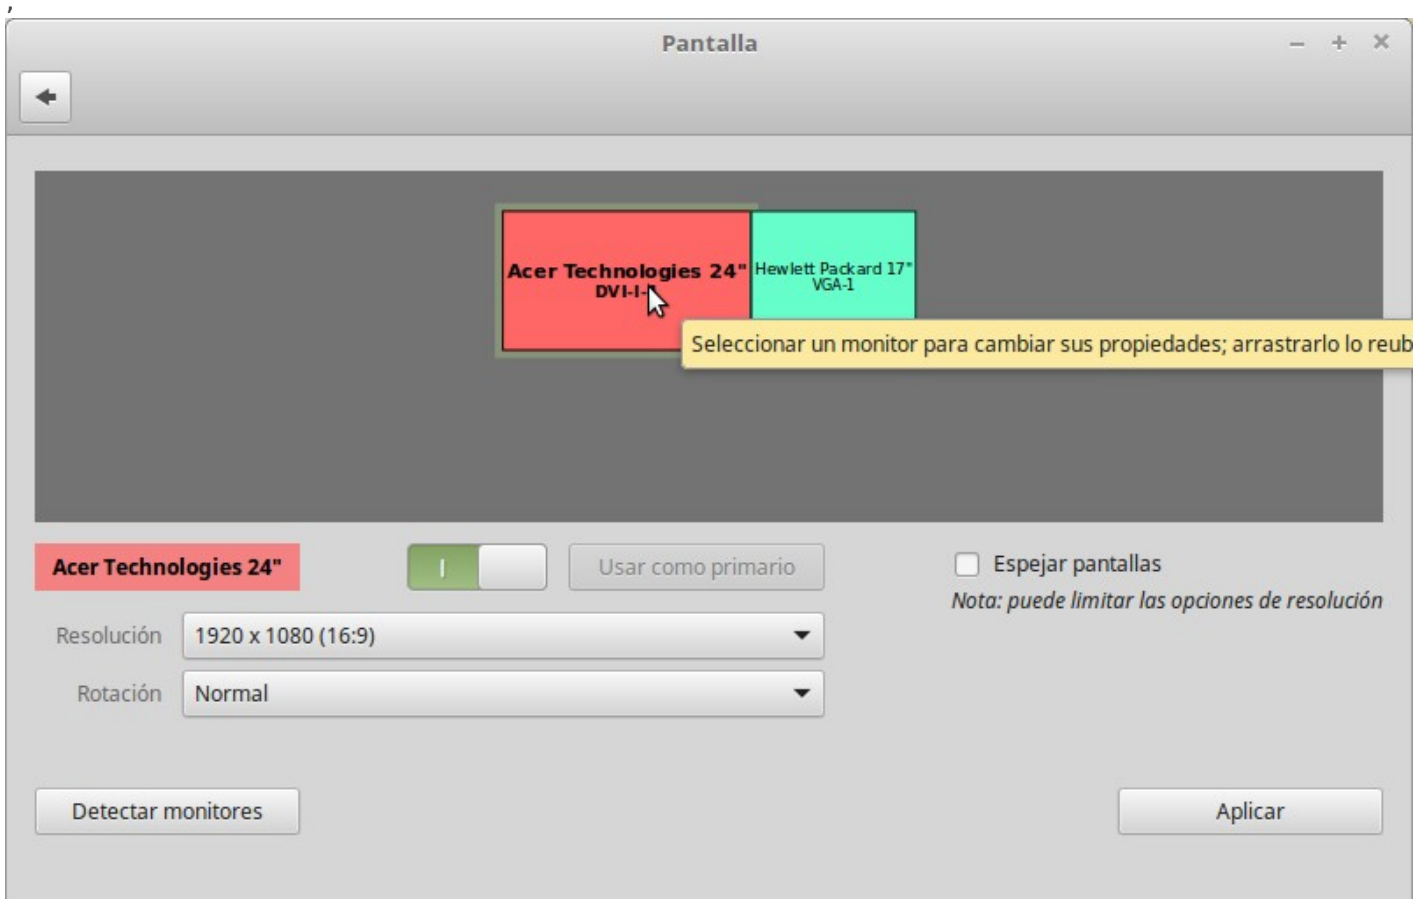 ,
Pantalla
Acer Technologies 24"
DVI-I-
Hewlett Packard 17"
VGA-1
Seleccionar un monitor para cambiar sus propiedades; arrastrarlo lo reub
Acer Technologies 24"
Usar como primario
Espejar pantallas
Nota: puede limitar las opciones de resolución
Resolución
1920 x 1080 (16:9)
Rotación
Normal
Detectar monitores
Aplicar